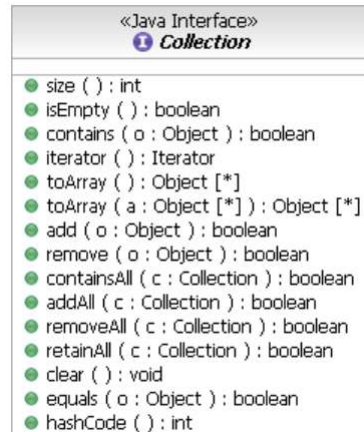 «Java Interface»
I Collection
size ( ) : int
isEmpty ( ) : boolean
contains ( o : Object ) : boolean
iterator ( ) : Iterator
toArray ( ) : Object [*]
toArray ( a : Object [*] ) : Object [*]
add ( o : Object ) : boolean
remove ( o : Object ) : boolean
containsAll ( c : Collection ) : boolean
addAll ( c : Collection ) : boolean
removeAll ( c : Collection ) : boolean
retainAll ( c : Collection ) : boolean
clear ( ) : void
equals ( o : Object ) : boolean
hashCode ( ) : int